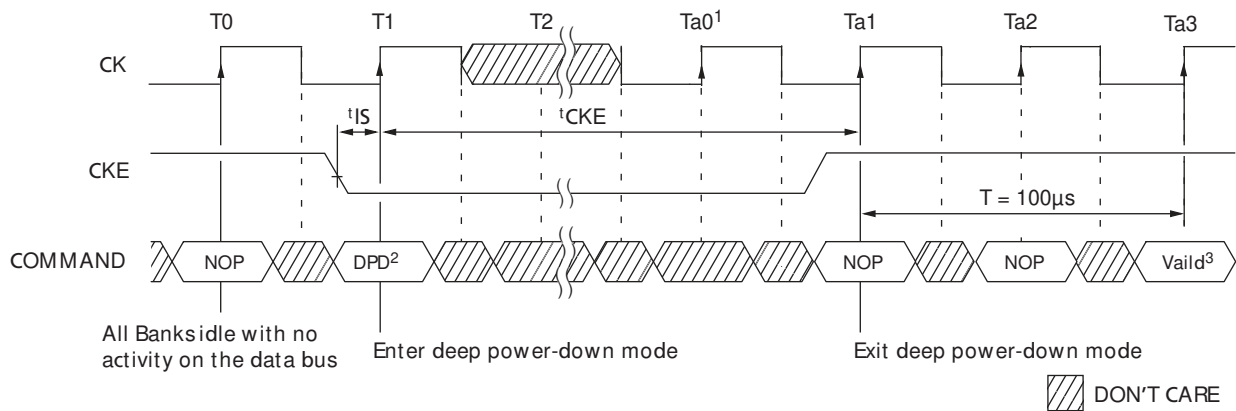 T0 T1 T2 Ta0¹ Ta1 Ta2 Ta3
CK
tIS tCKE
CKE
T = 100µs
COMMAND NOP DPD² NOP NOP Vaild³
All Banks idle with no
activity on the data bus
Enter deep power-down mode
Exit deep power-down mode
DON'T CARE